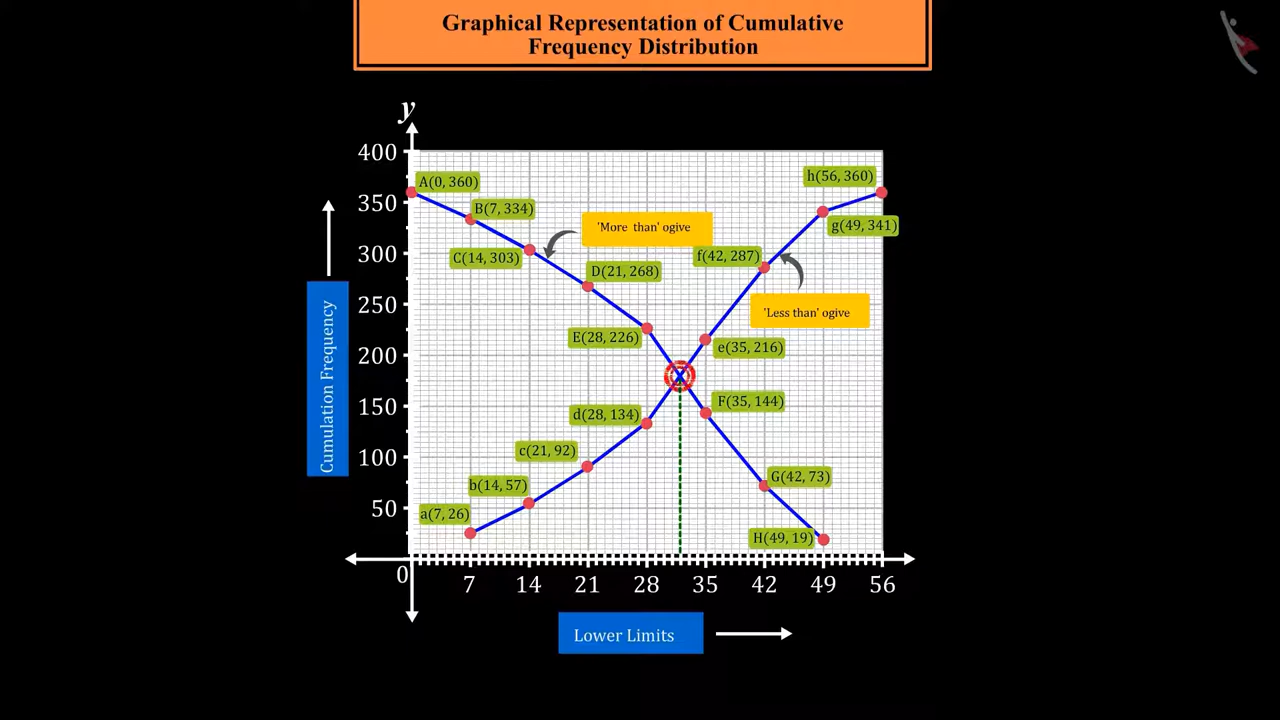 Graphical Representation of Cumulative
Frequency Distribution
y
400
350
300
250
200
150
100
50
0
7
14
21
28
35
42
49
56
A(0, 360)
B(7, 334)
C(14, 303)
D(21, 268)
E(28, 226)
F(35, 144)
G(42, 73)
H(49, 19)
a(7, 26)
b(14, 57)
c(21, 92)
d(28, 134)
e(35, 216)
f(42, 287)
g(49, 341)
h(56, 360)
'More than' ogive
'Less than' ogive
Cumulation Frequency
Lower Limits